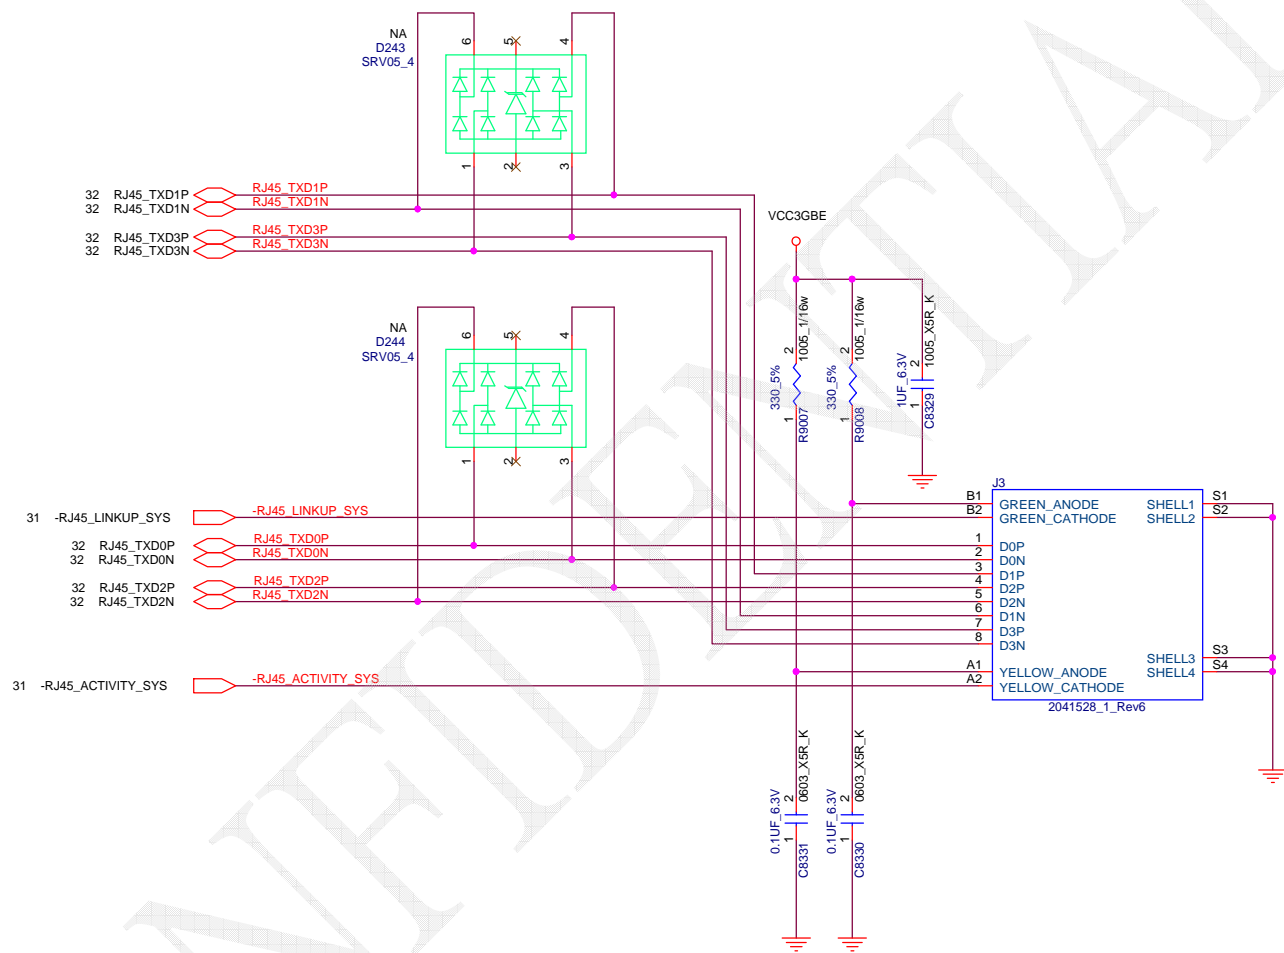 NA
D243
SRV05_4
6
5
4
1
2
3
32 RJ45_TXD1P RJ45_TXD1P
32 RJ45_TXD1N RJ45_TXD1N
32 RJ45_TXD3P RJ45_TXD3P
32 RJ45_TXD3N RJ45_TXD3N
VCC3GBE
NA
D244
SRV05_4
6
5
4
1
2
3
330_5%
1 2
R9007
1005_1/16w
330_5%
1 2
R9008
1005_1/16w
1UF_6.3V
1 2
C8329
1005_X5R_K
31 -RJ45_LINKUP_SYS -RJ45_LINKUP_SYS
32 RJ45_TXD0P RJ45_TXD0P
32 RJ45_TXD0N RJ45_TXD0N
32 RJ45_TXD2P RJ45_TXD2P
32 RJ45_TXD2N RJ45_TXD2N
31 -RJ45_ACTIVITY_SYS -RJ45_ACTIVITY_SYS
J3
B1 GREEN_ANODE SHELL1 S1
B2 GREEN_CATHODE SHELL2 S2
1 D0P
2 D0N
3 D1P
4 D2P
5 D2N
6 D1N
7 D3P
8 D3N
SHELL3 S3
A1 YELLOW_ANODE SHELL4 S4
A2 YELLOW_CATHODE
2041528_1_Rev6
0.1UF_6.3V
1 2
C8331
0603_X5R_K
0.1UF_6.3V
1 2
C8330
0603_X5R_K
NFIDENTIA